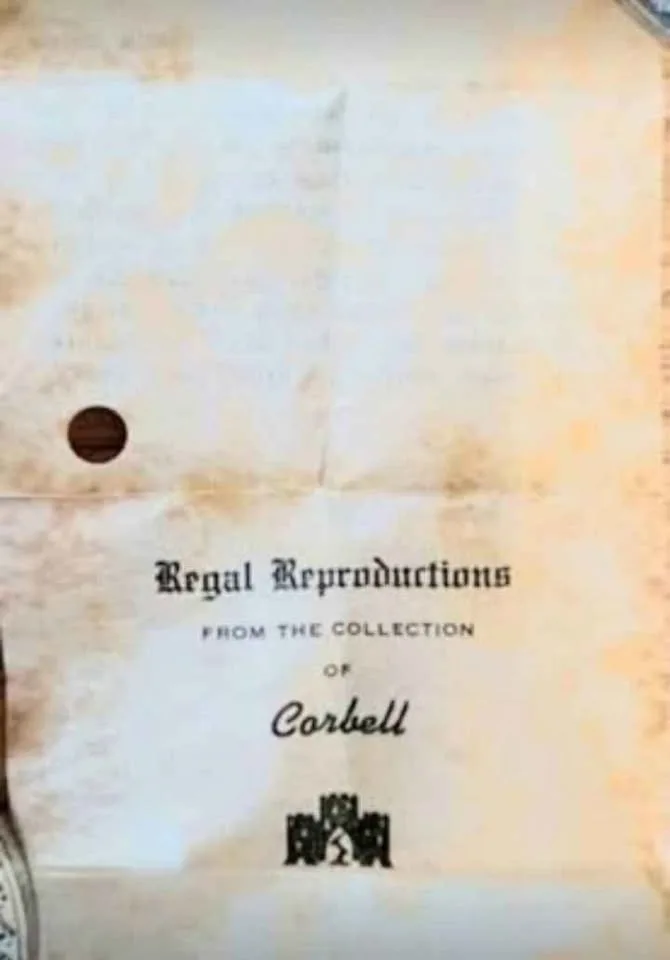 Regal Reproductions
FROM THE COLLECTION
OF
Corbell